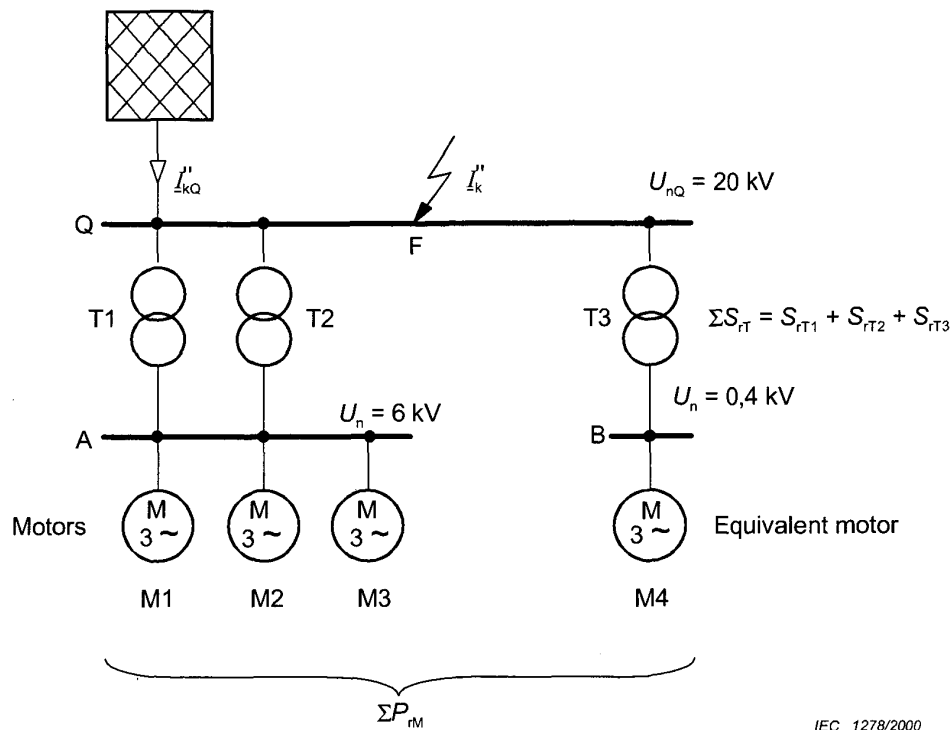 I''kQ
I''k
UnQ = 20 kV
Q
F
T1
T2
T3
ΣSrT = SrT1 + SrT2 + SrT3
Un = 6 kV
Un = 0,4 kV
A
B
Motors
M
3 ~
M
3 ~
M
3 ~
M
3 ~
Equivalent motor
M1
M2
M3
M4
ΣPrM
IEC 1278/2000